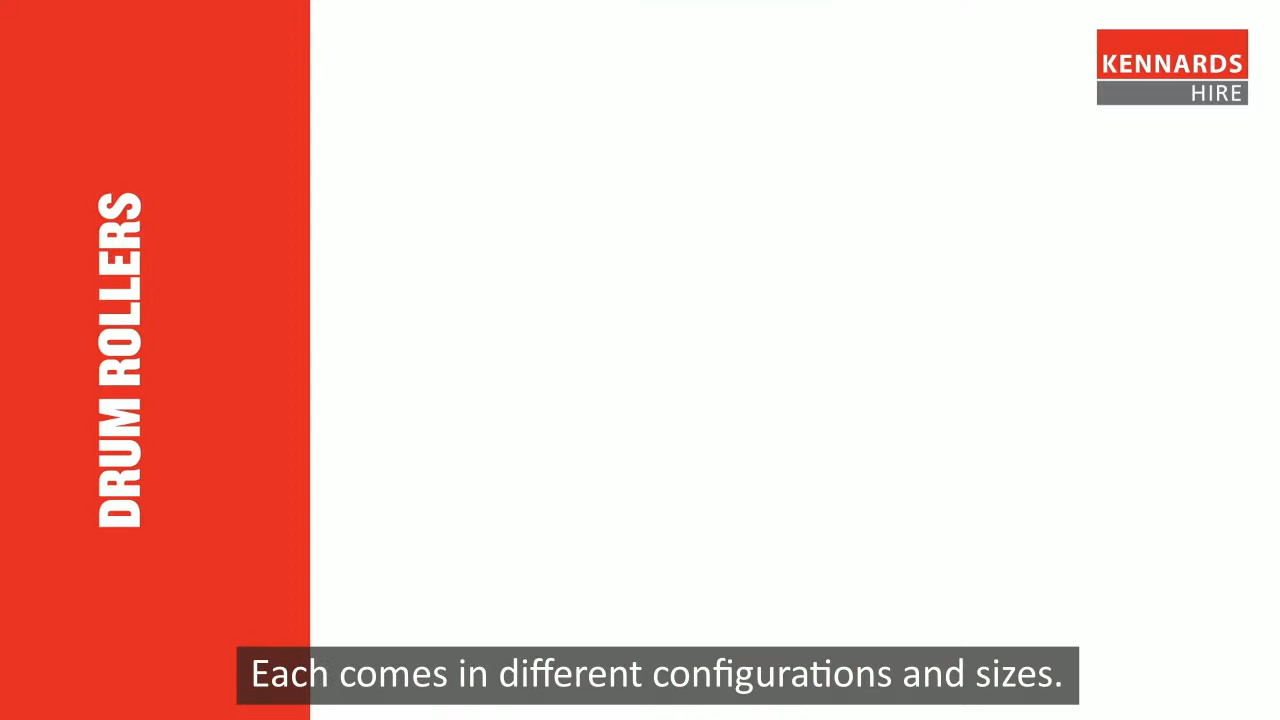 KENNARDS
HIRE
DRUM ROLLERS
Each comes in different configurations and sizes.